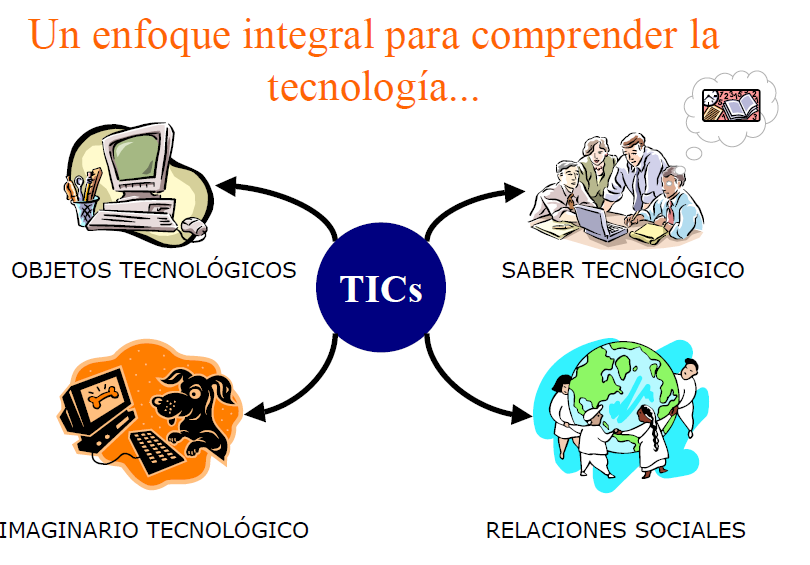 Un enfoque integral para comprender la
tecnología...
OBJETOS TECNOLÓGICOS
SABER TECNOLÓGICO
TICs
IMAGINARIO TECNOLÓGICO
RELACIONES SOCIALES